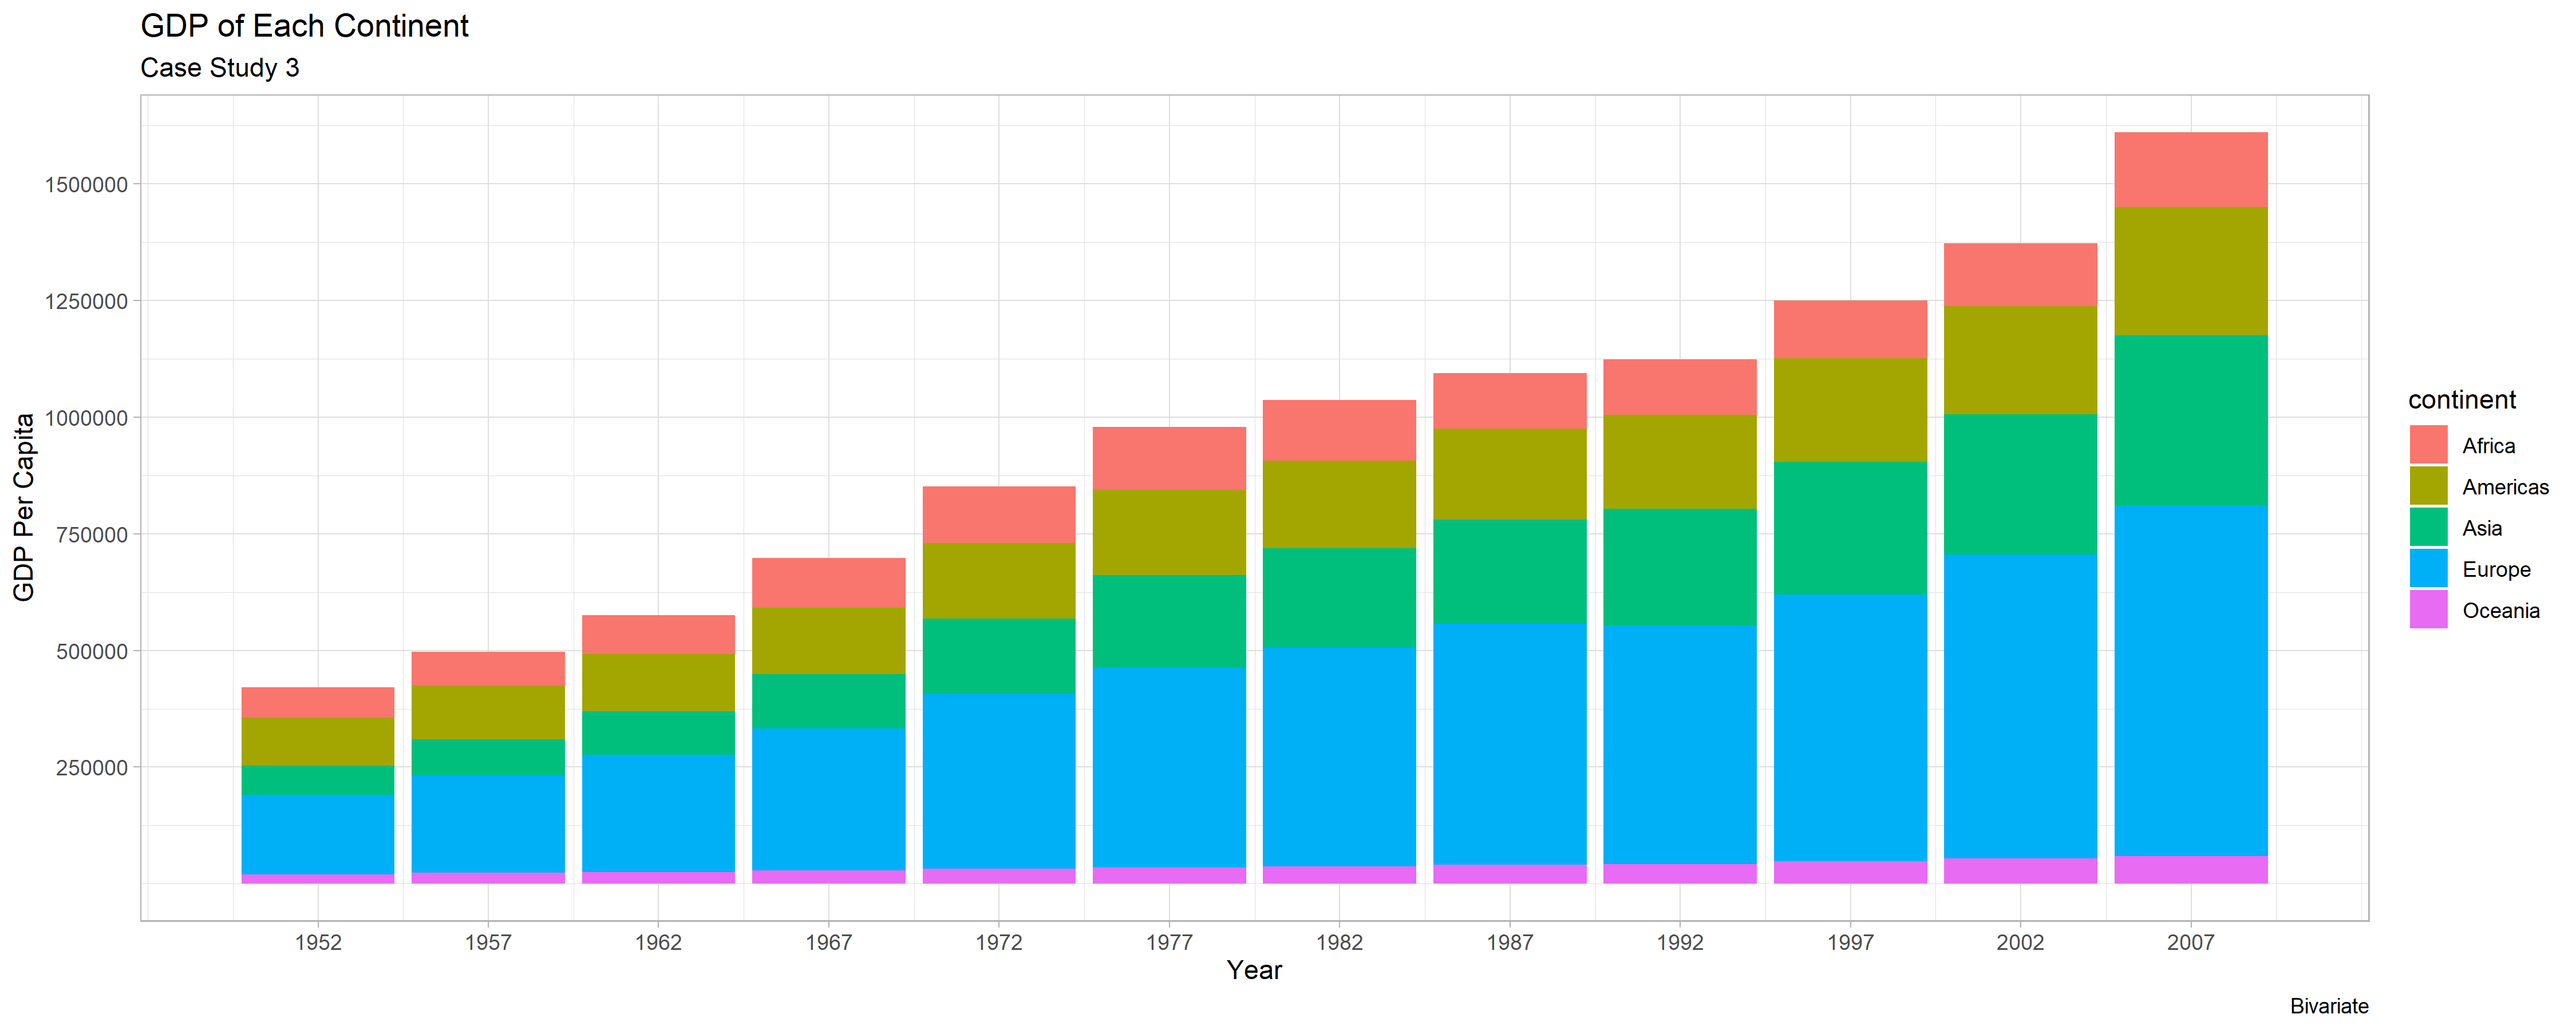 GDP of Each Continent
Case Study 3
GDP Per Capita
1500000
1250000
1000000
750000
500000
250000
1952 1957 1962 1967 1972 1977 1982 1987 1992 1997 2002 2007
Year
continent
Africa
Americas
Asia
Europe
Oceania
Bivariate